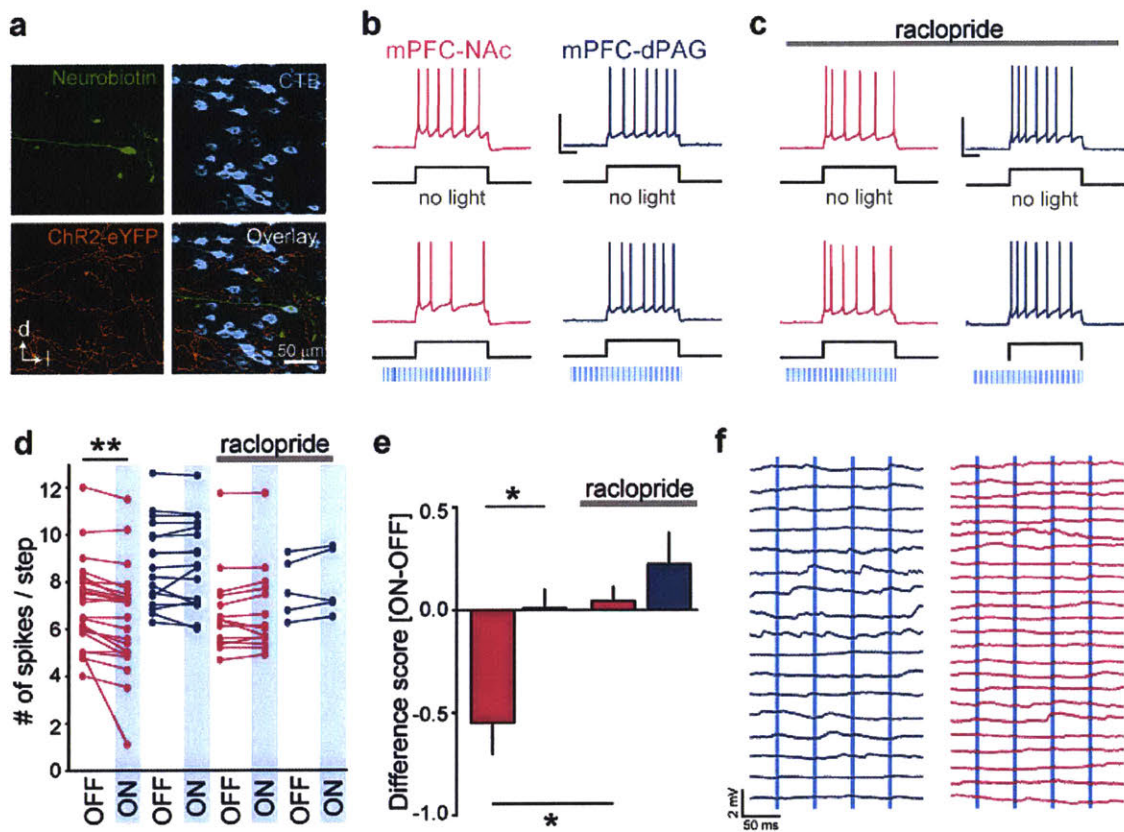 a
Neurobiotin
CTB
ChR2-eYFP
Overlay
d
l
50 µm
b
mPFC-NAc
mPFC-dPAG
no light
no light
c
raclopride
no light
no light
d
**
raclopride
# of spikes / step
12
10
8
6
4
2
0
OFF
ON
OFF
ON
OFF
ON
OFF
ON
e
*
raclopride
Difference score [ON-OFF]
0.5
0.0
-0.5
-1.0
*
f
2 mV
50 ms